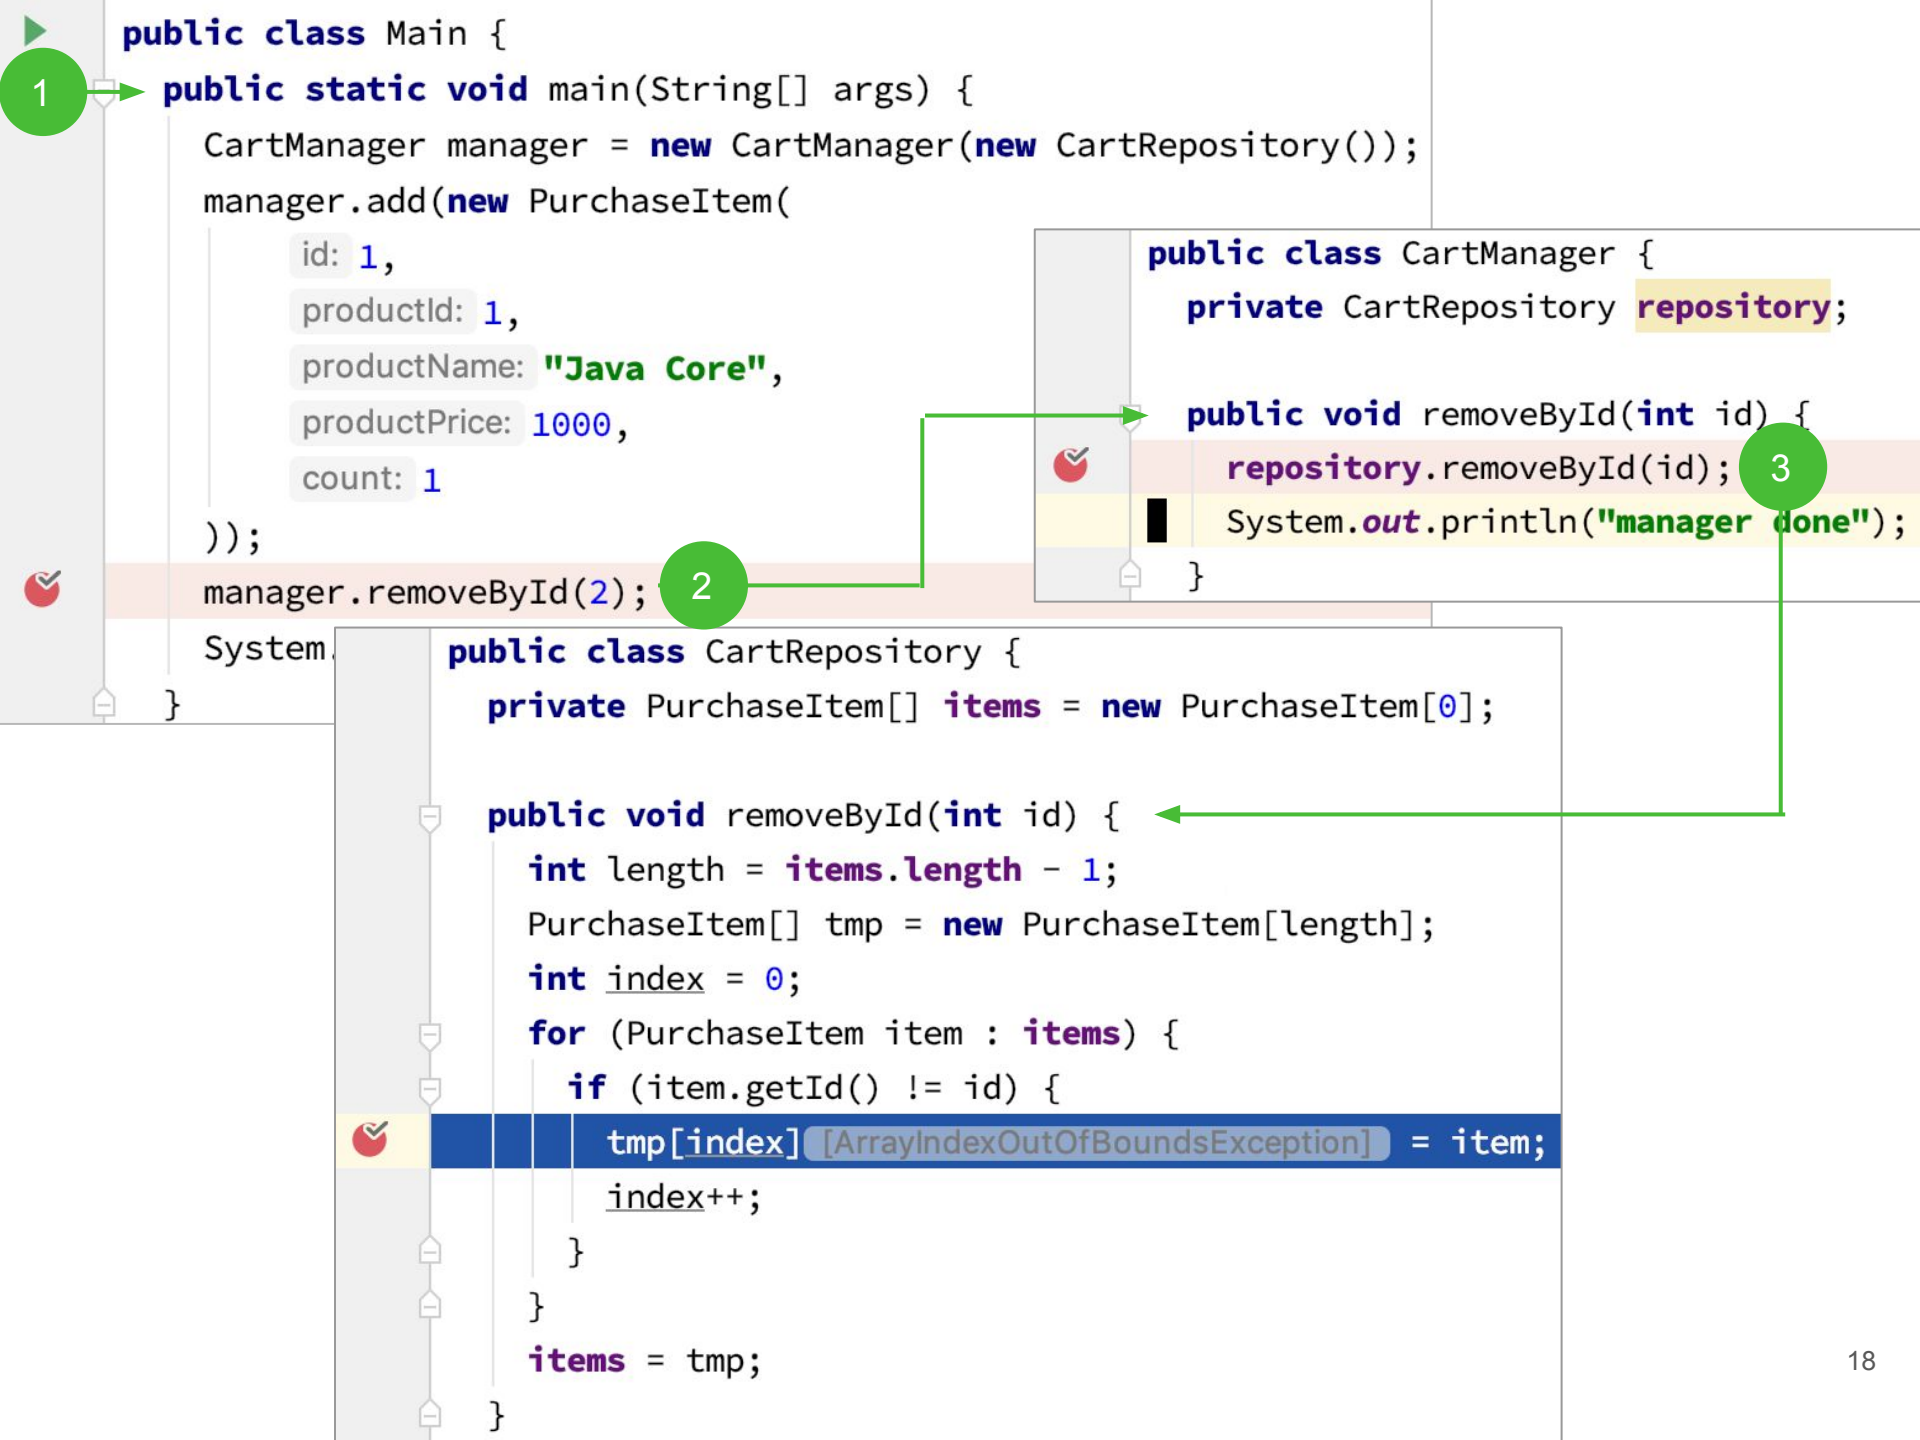 public class Main {
1
public static void main(String[] args) {
CartManager manager = new CartManager(new CartRepository());
manager.add(new PurchaseItem(
id: 1,
productId: 1,
productName: "Java Core",
productPrice: 1000,
count: 1
));
manager.removeById(2);
2
System.
}
public class CartManager {
private CartRepository repository;
public void removeById(int id) {
repository.removeById(id);
3
System.out.println("manager done");
}
public class CartRepository {
private PurchaseItem[] items = new PurchaseItem[0];
public void removeById(int id) {
int length = items.length - 1;
PurchaseItem[] tmp = new PurchaseItem[length];
int index = 0;
for (PurchaseItem item : items) {
if (item.getId() != id) {
tmp[index] [ArrayIndexOutOfBoundsException] = item;
index++;
}
}
items = tmp;
}
18